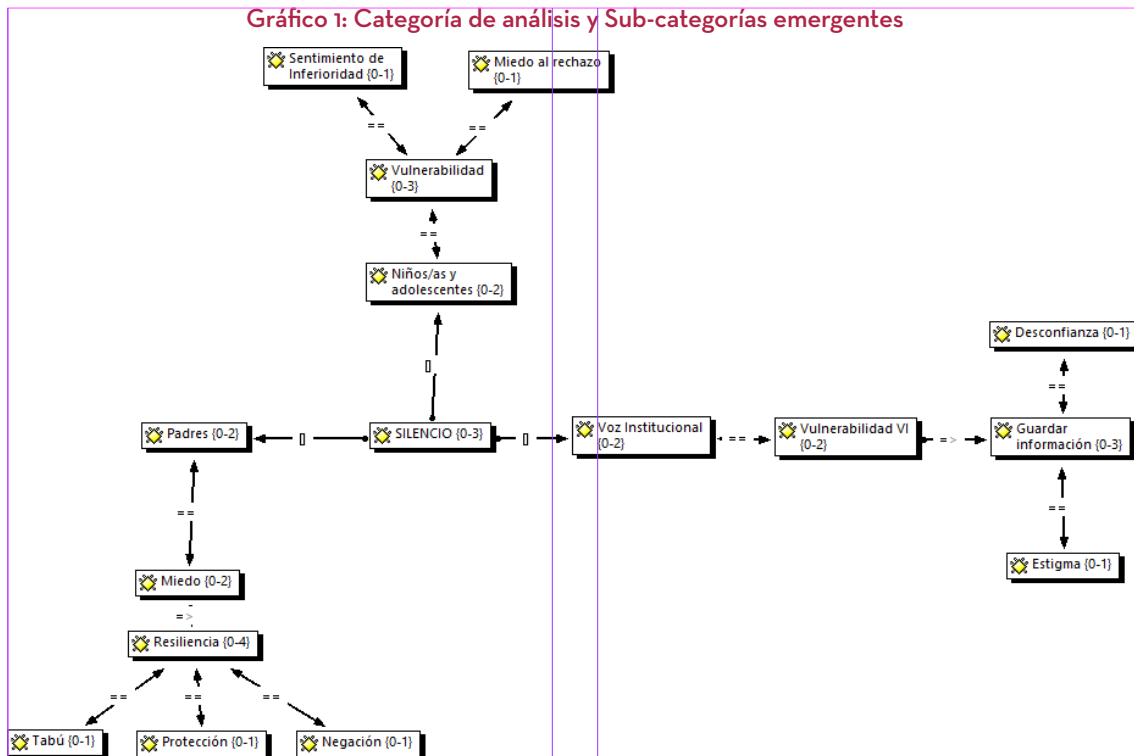 Gráfico 1: Categoría de análisis y Sub-categorías emergentes
Sentimiento de
Inferioridad {0-1}
Miedo al rechazo
{0-1}
==
==
Vulnerabilidad
{0-3}
==
Niños/as y
adolescentes {0-2}
[]
Desconfianza {0-1}
==
Padres {0-2}
[]
SILENCIO {0-3}
[]
Voz Institucional
{0-2}
==
Vulnerabilidad VI
{0-2}
=>
Guardar
información {0-3}
==
==
Estigma {0-1}
Miedo {0-2}
=>
Resiliencia {0-4}
==
==
==
Tabú {0-1}
Protección {0-1}
Negación {0-1}